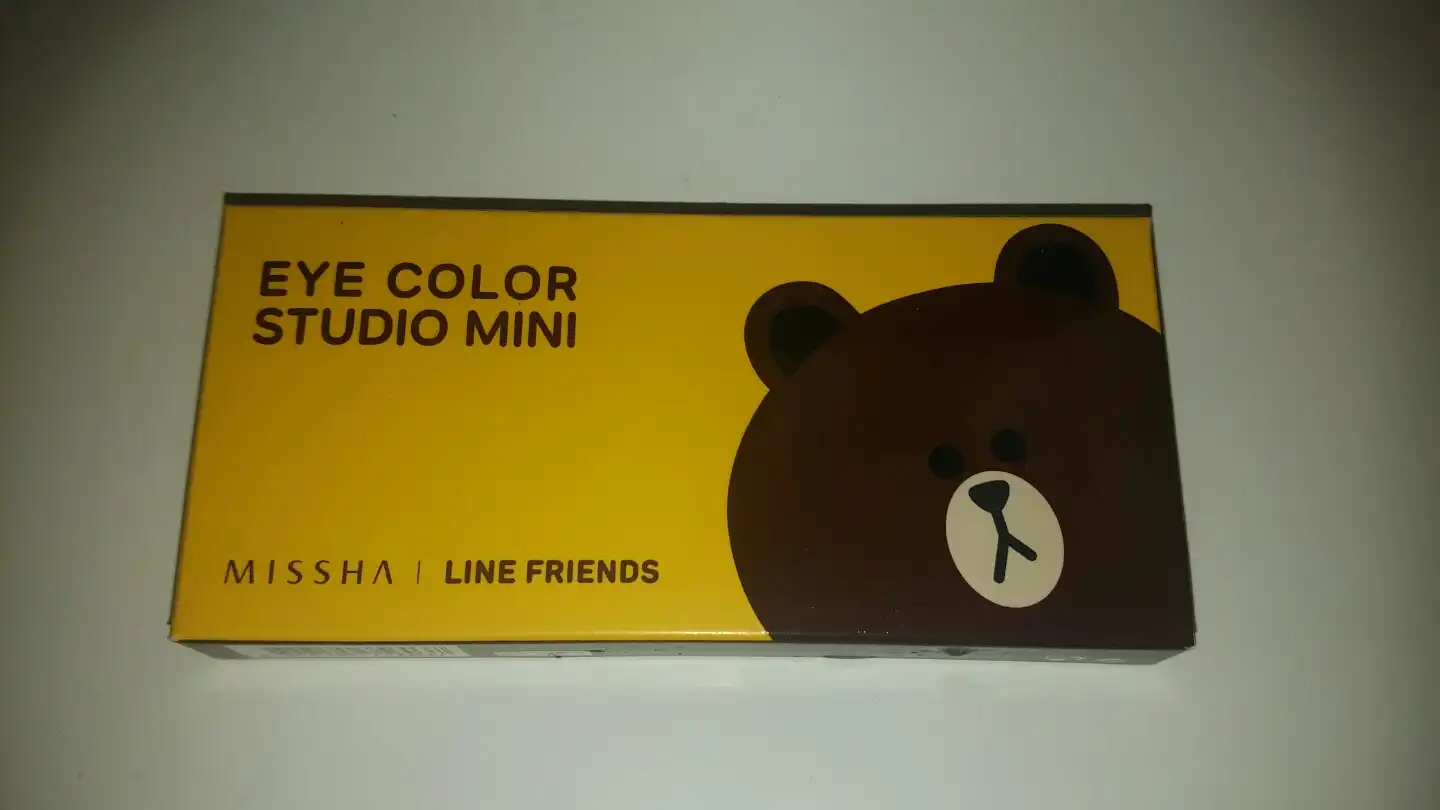 EYE COLOR
STUDIO MINI
MISSHA | LINE FRIENDS